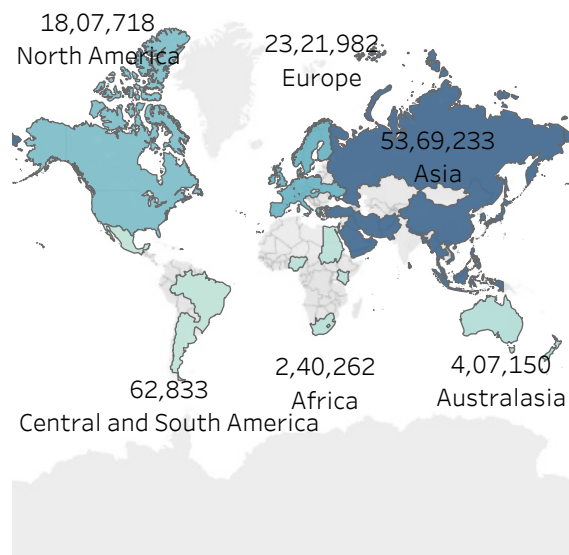 18,07,718
North America
23,21,982
Europe
53,69,233
Asia
62,833
Central and South America
2,40,262
Africa
4,07,150
Australasia